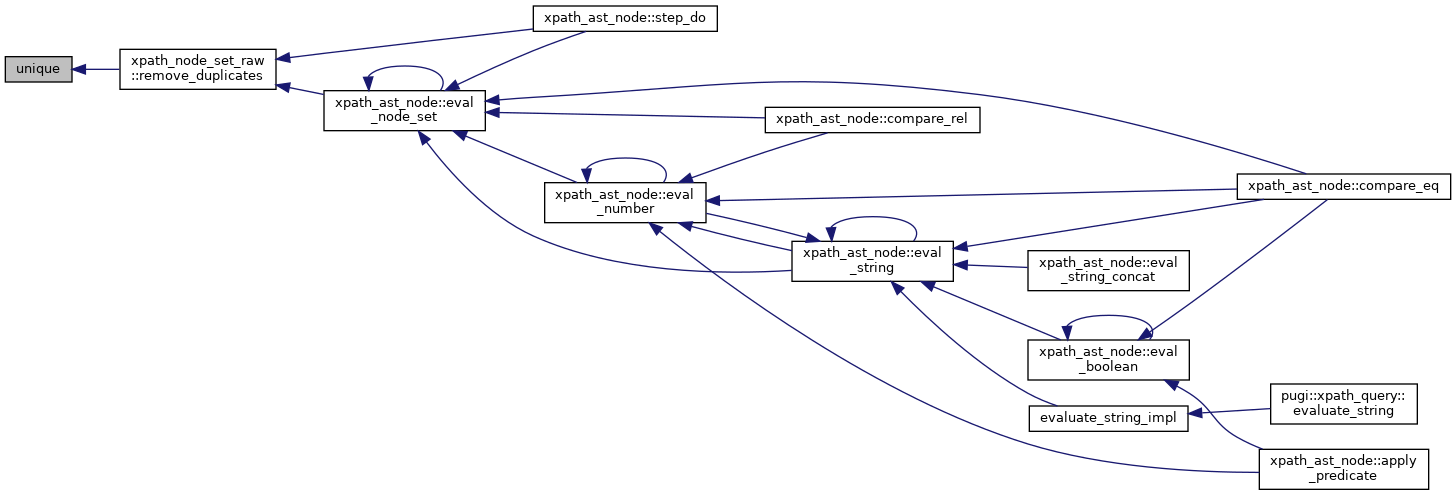 unique
xpath_node_set_raw
::remove_duplicates
xpath_ast_node::step_do
xpath_ast_node::eval
_node_set
xpath_ast_node::compare_rel
xpath_ast_node::eval
_number
xpath_ast_node::compare_eq
xpath_ast_node::eval
_string
xpath_ast_node::eval
_string_concat
xpath_ast_node::eval
_boolean
evaluate_string_impl
pugi::xpath_query::
evaluate_string
xpath_ast_node::apply
_predicate